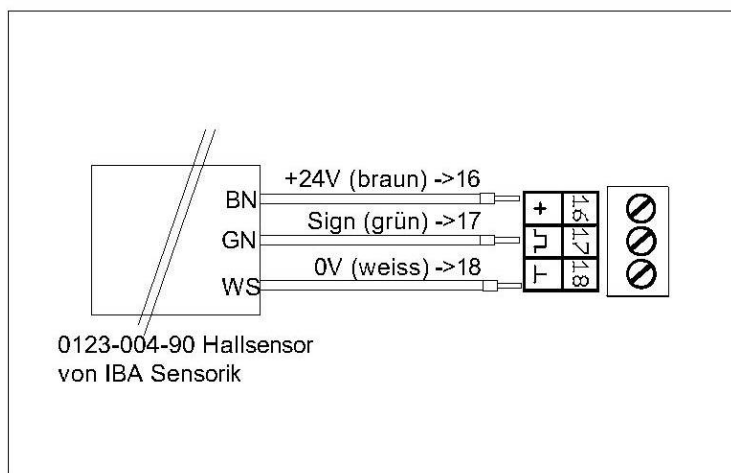 +24V (braun) ->16
BN
Sign (grün) ->17
GN
0V (weiss) ->18
WS
+ 16
17
18
0123-004-90 Hallsensor
von IBA Sensorik